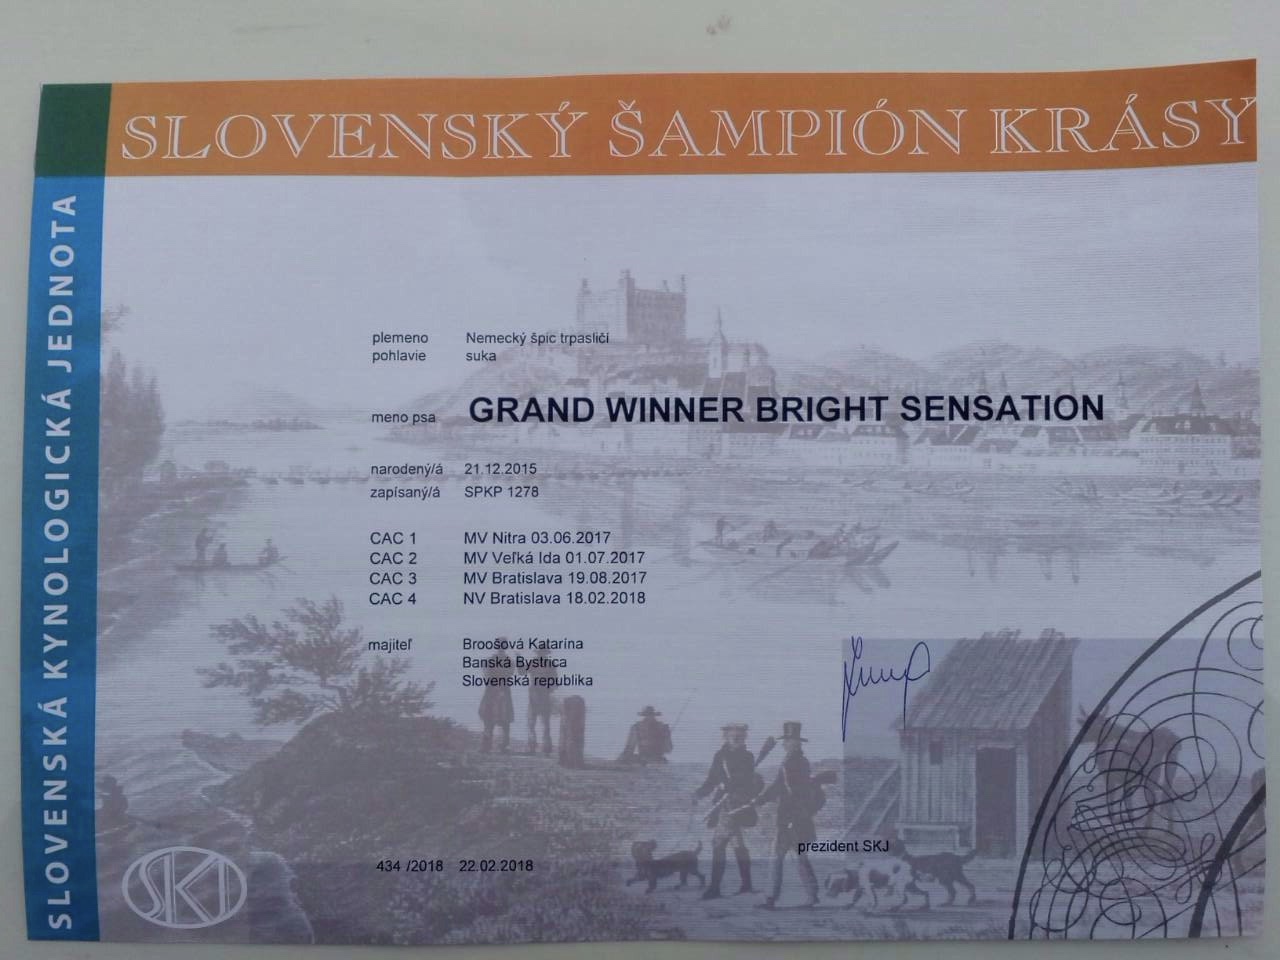 SLOVENSKÝ ŠAMPIÓN KRÁSY
SLOVENSKÁ KYNOLOGICKÁ JEDNOTA
plemeno Nemecký špic trpasličí
pohlavie suka
meno psa GRAND WINNER BRIGHT SENSATION
narodený/á 21.12.2015
zapísaný/á SPKP 1278
CAC 1 MV Nitra 03.06.2017
CAC 2 MV Veľká Ida 01.07.2017
CAC 3 MV Bratislava 19.08.2017
CAC 4 NV Bratislava 18.02.2018
majiteľ Broošová Katarína
Banská Bystrica
Slovenská republika
prezident SKJ
434 /2018 22.02.2018
SKJ